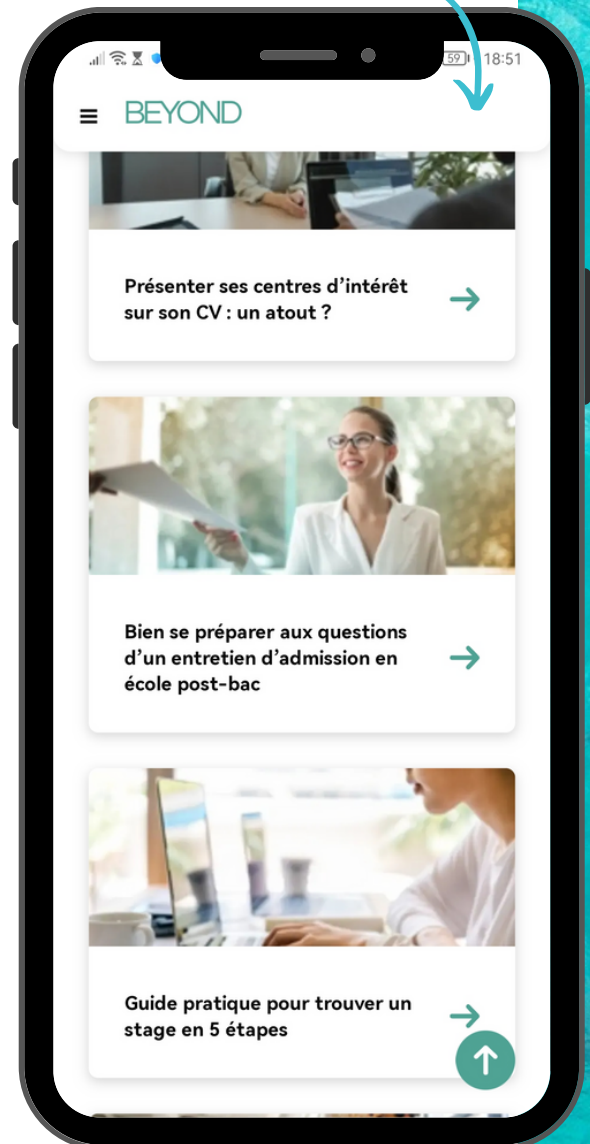 59 18:51
BEYOND
Présenter ses centres d’intérêt
sur son CV : un atout ?
Bien se préparer aux questions
d’un entretien d’admission en
école post-bac
Guide pratique pour trouver un
stage en 5 étapes